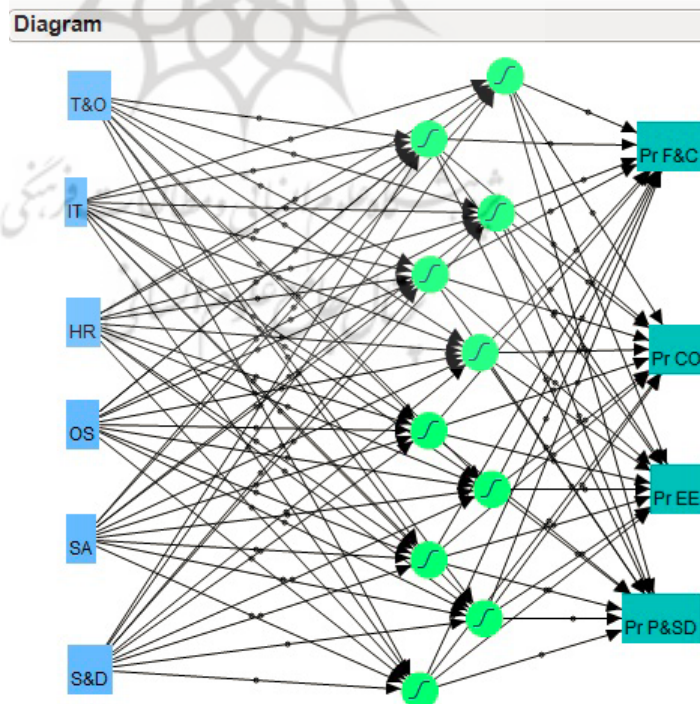 Diagram
T&O
IT
HR
OS
SA
S&D
Pr F&C
Pr CO
Pr EE
Pr P&SD